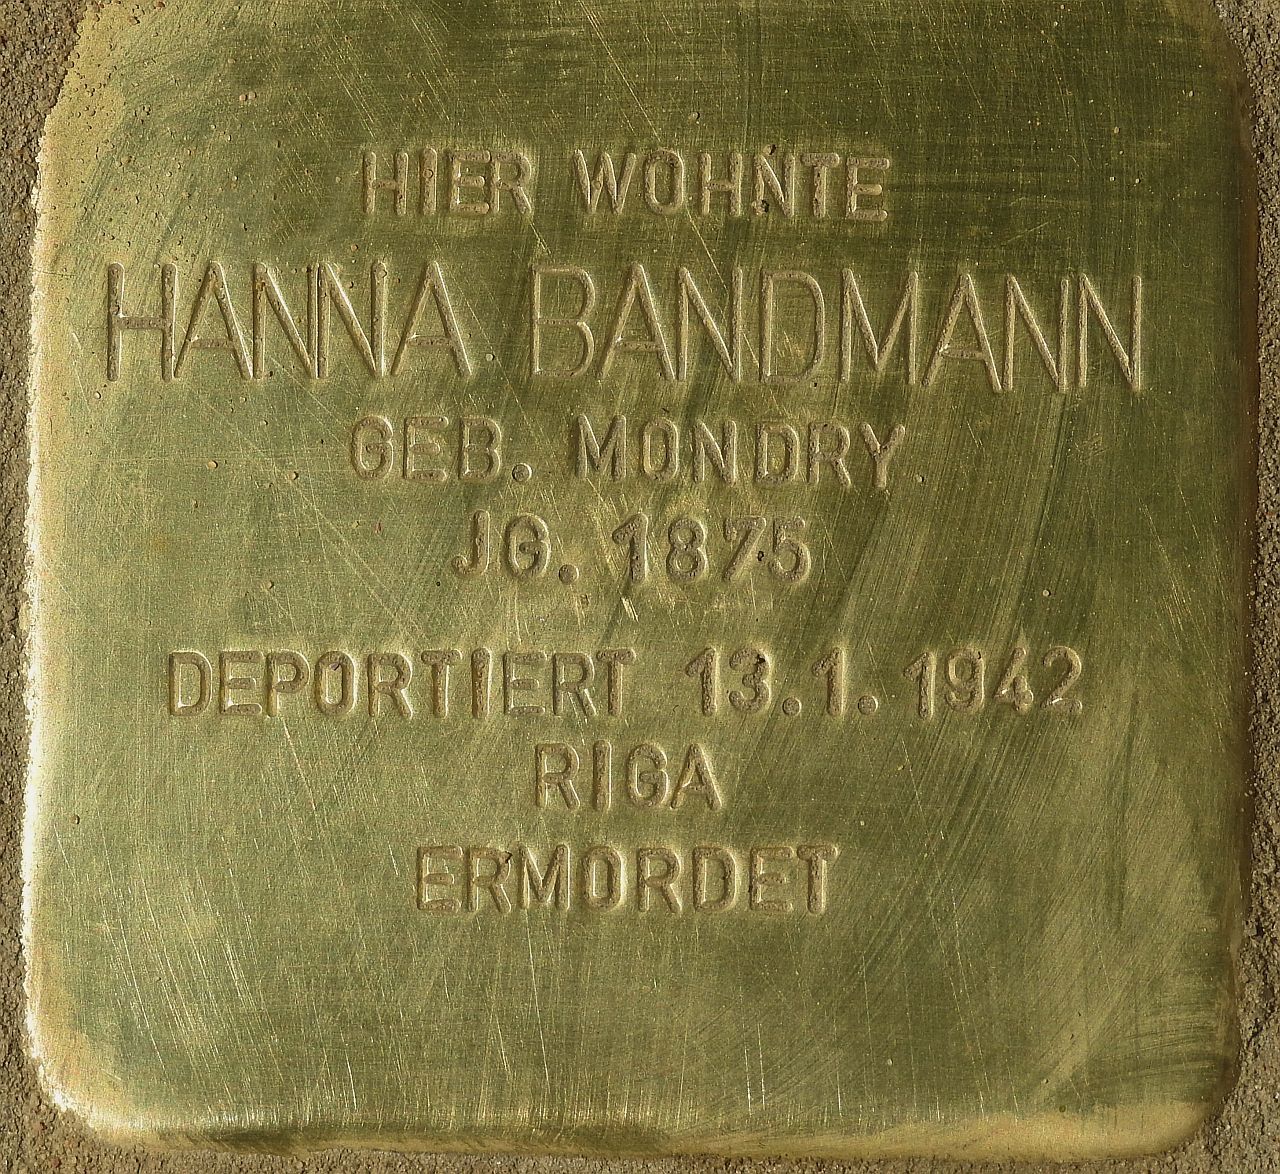 HIER WOHNTE
HANNA BANDMANN
GEB. MONDRY
JG. 1875
DEPORTIERT 13.1.1942
RIGA
ERMORDET